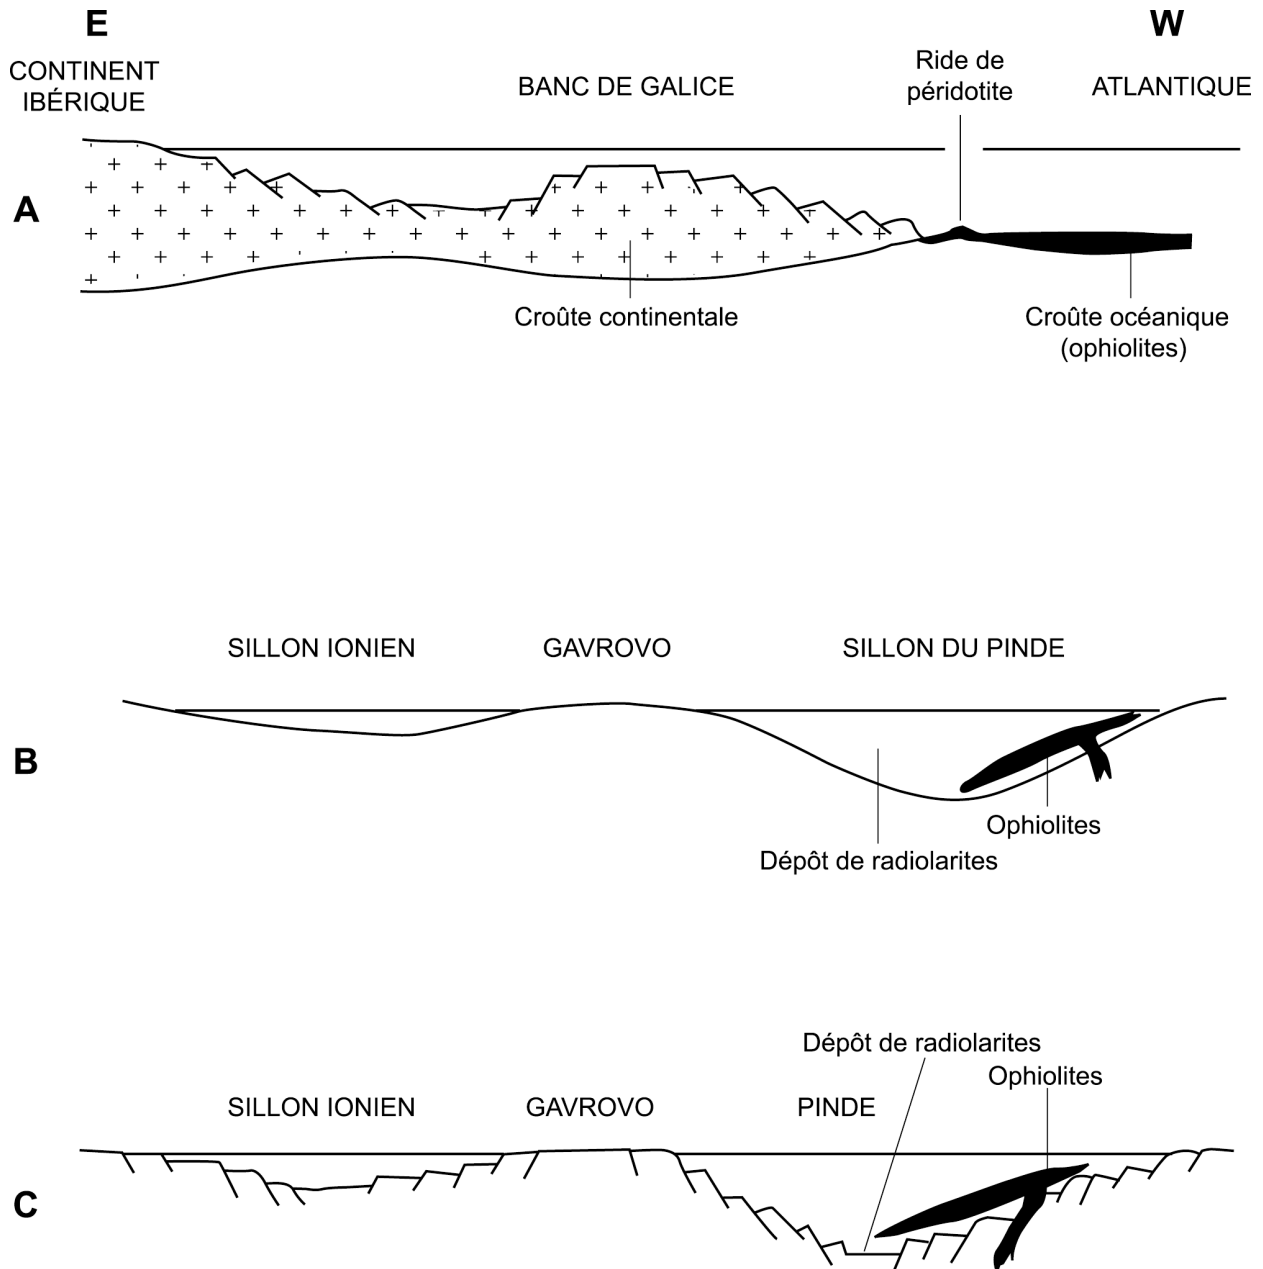 E
W
CONTINENT
IBÉRIQUE
BANC DE GALICE
Ride de
péridotite
ATLANTIQUE
A
Croûte continentale
Croûte océanique
(ophiolites)
SILLON IONIEN
GAVROVO
SILLON DU PINDE
B
Ophiolites
Dépôt de radiolarites
Dépôt de radiolarites
Ophiolites
SILLON IONIEN
GAVROVO
PINDE
C